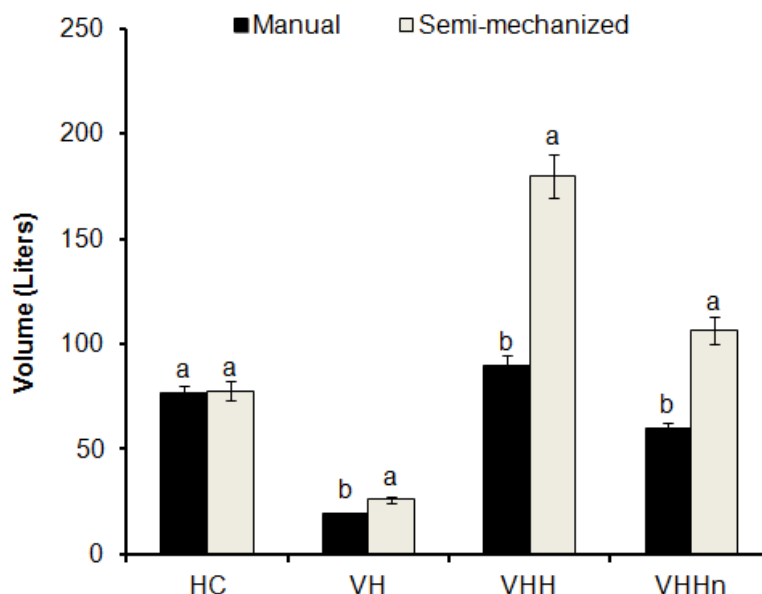 250
Manual Semi-mechanized
200
150
100
50
0
Volume (Liters)
a a
b a
b a
b a
HC VH VHH VHHn